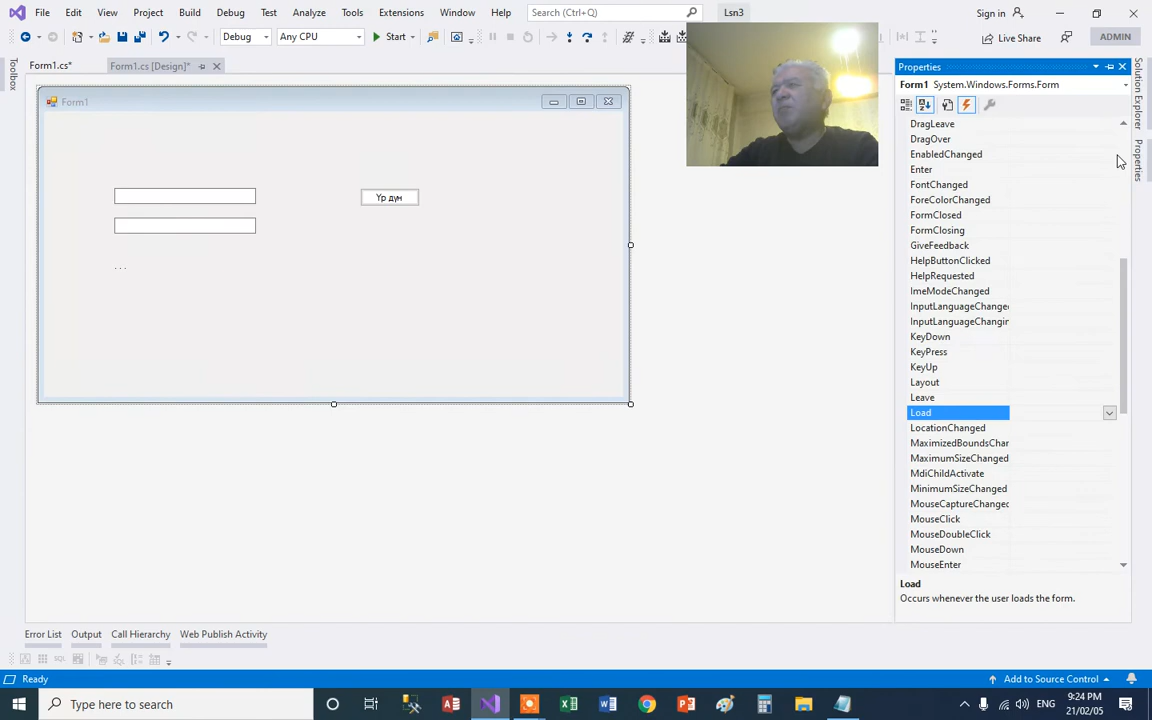 File Edit View Project Build Debug Test Analyze Tools Extensions Window Help Search (Ctrl+Q) Lsn3 Sign in
Debug Any CPU Start Live Share ADMIN
Toolbox
Form1.cs* Form1.cs [Design]*
Form1
Үр дүн
. . .
Properties
Form1 System.Windows.Forms.Form
DragLeave
DragOver
EnabledChanged
Enter
FontChanged
ForeColorChanged
FormClosed
FormClosing
GiveFeedback
HelpButtonClicked
HelpRequested
ImeModeChanged
InputLanguageChange
InputLanguageChangin
KeyDown
KeyPress
KeyUp
Layout
Leave
Load
LocationChanged
MaximizedBoundsChar
MaximumSizeChanged
MdiChildActivate
MinimumSizeChanged
MouseCaptureChanged
MouseClick
MouseDoubleClick
MouseDown
MouseEnter
Load
Occurs whenever the user loads the form.
Solution Explorer
Properties
Error List Output Call Hierarchy Web Publish Activity
Ready Add to Source Control
Type here to search ENG 9:24 PM
21/02/05